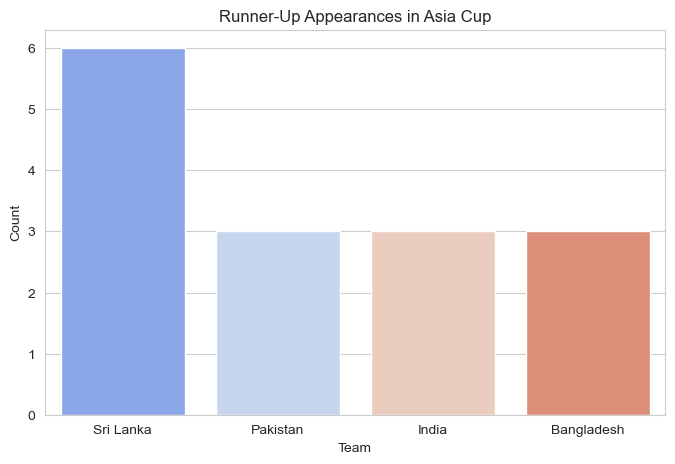 Runner-Up Appearances in Asia Cup
6
5
4
3
2
1
0
Count
Sri Lanka
Pakistan
India
Bangladesh
Team